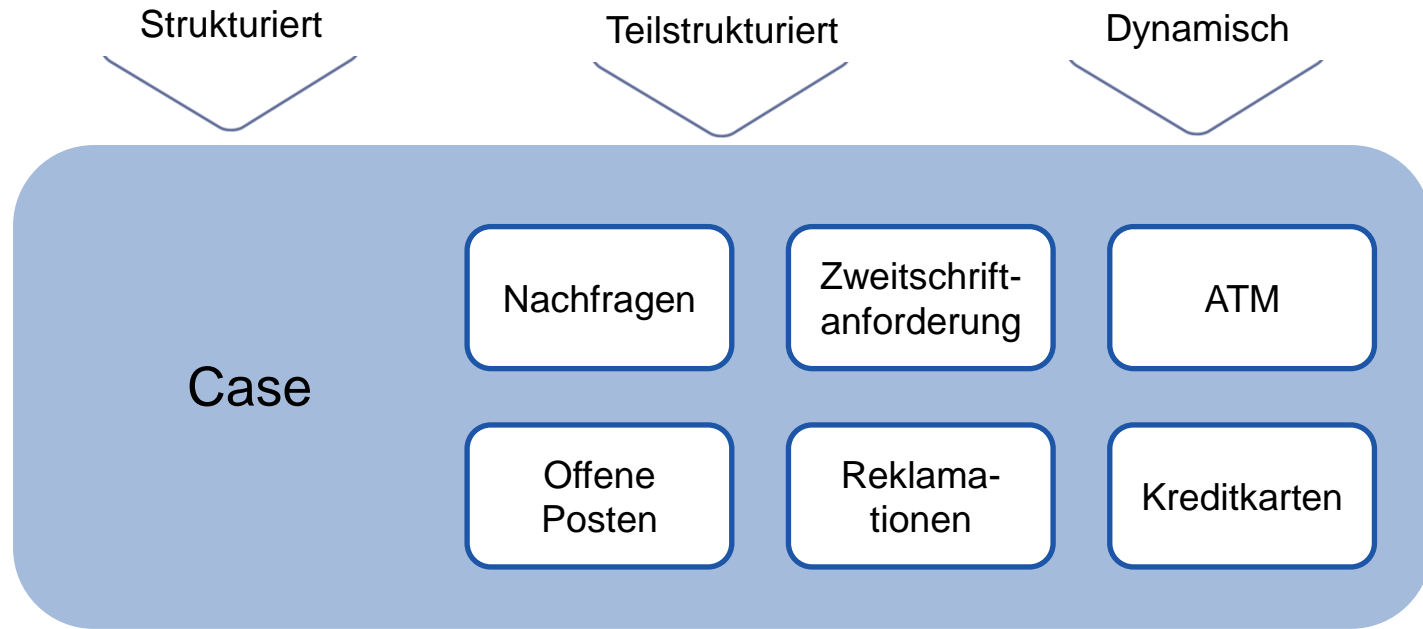 Strukturiert
Teilstrukturiert
Dynamisch
Case
Nachfragen
Zweitschrift-
anforderung
ATM
Offene
Posten
Reklama-
tionen
Kreditkarten